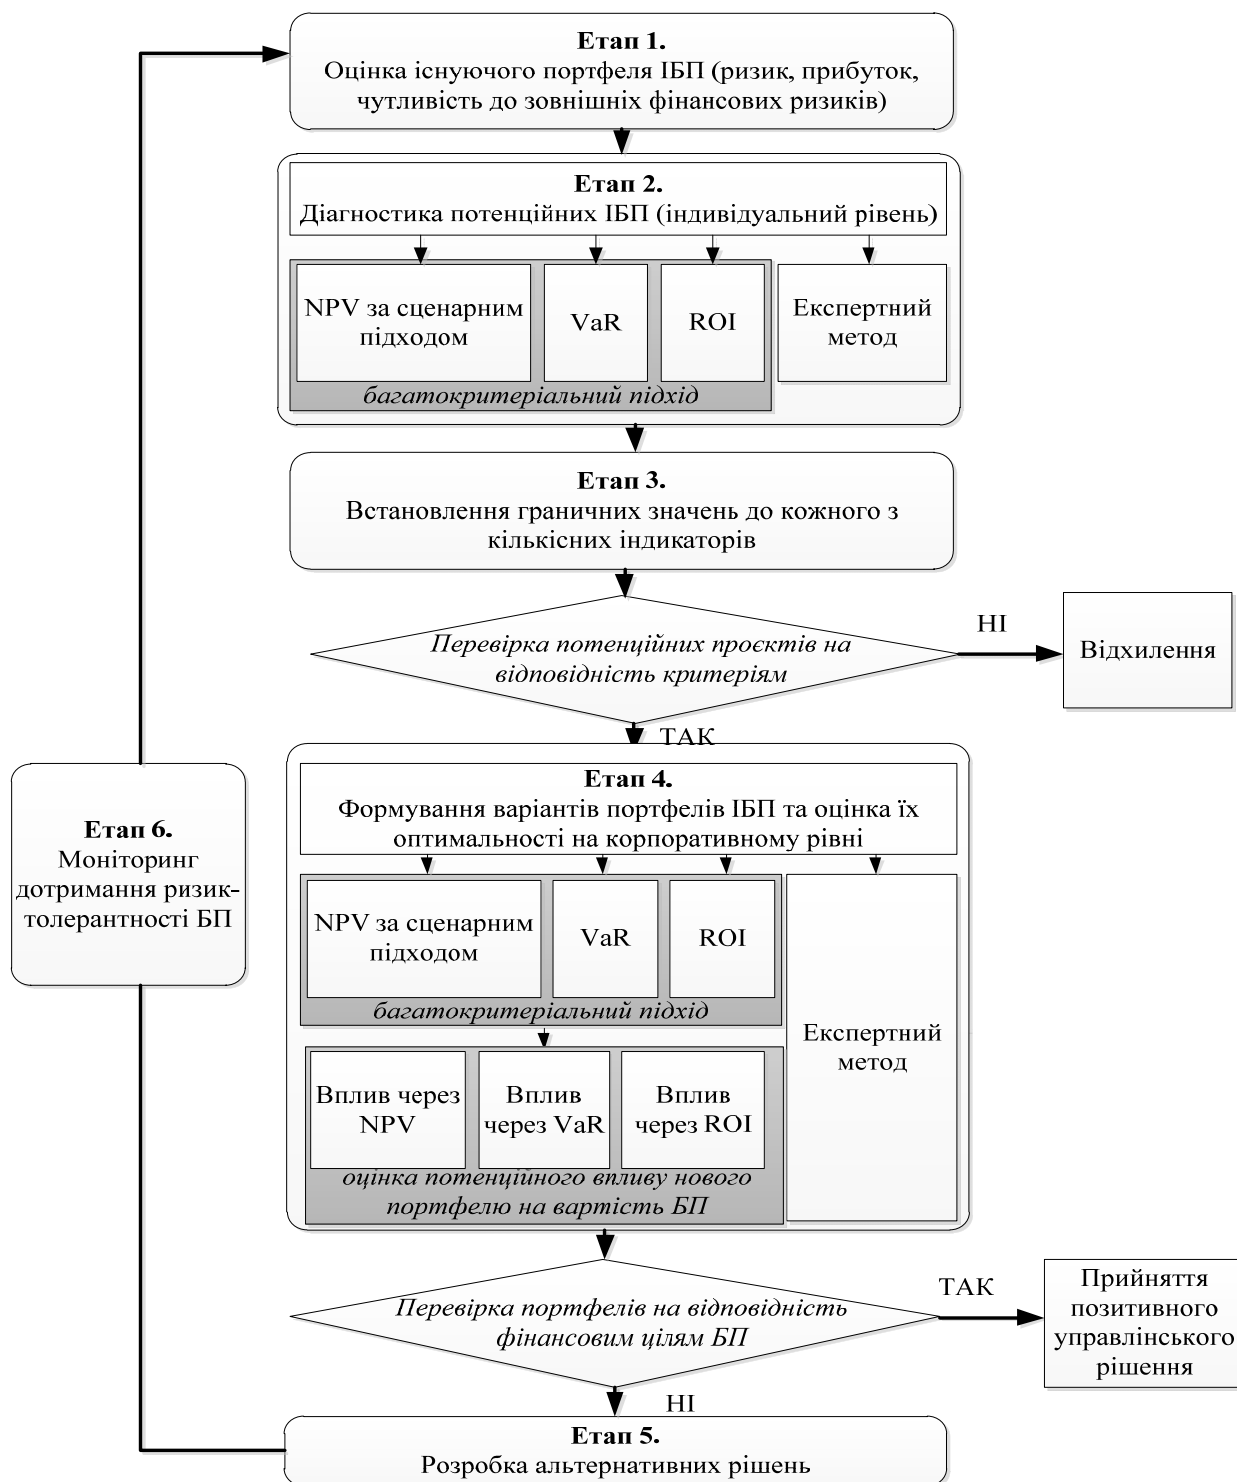 Етап 1.
Оцінка існуючого портфеля ІБП (ризик, прибуток,
чутливість до зовнішніх фінансових ризиків)
Етап 2.
Діагностика потенційних ІБП (індивідуальний рівень)
NPV за сценарним
підходом
VaR
ROI
Експертний
метод
багатокритеріальний підхід
Етап 3.
Встановлення граничних значень до кожного з
кількісних індикаторів
Перевірка потенційних проєктів на
відповідність критеріям
НІ
Відхилення
ТАК
Етап 4.
Формування варіантів портфелів ІБП та оцінка їх
оптимальності на корпоративному рівні
NPV за сценарним
підходом
VaR
ROI
багатокритеріальний підхід
Експертний
метод
Вплив через
NPV
Вплив
через VaR
Вплив
через ROI
оцінка потенційного впливу нового
портфелю на вартість БП
Етап 6.
Моніторинг
дотримання ризик-
толерантності БП
Перевірка портфелів на відповідність
фінансовим цілям БП
ТАК
Прийняття
позитивного
управлінського
рішення
НІ
Етап 5.
Розробка альтернативних рішень